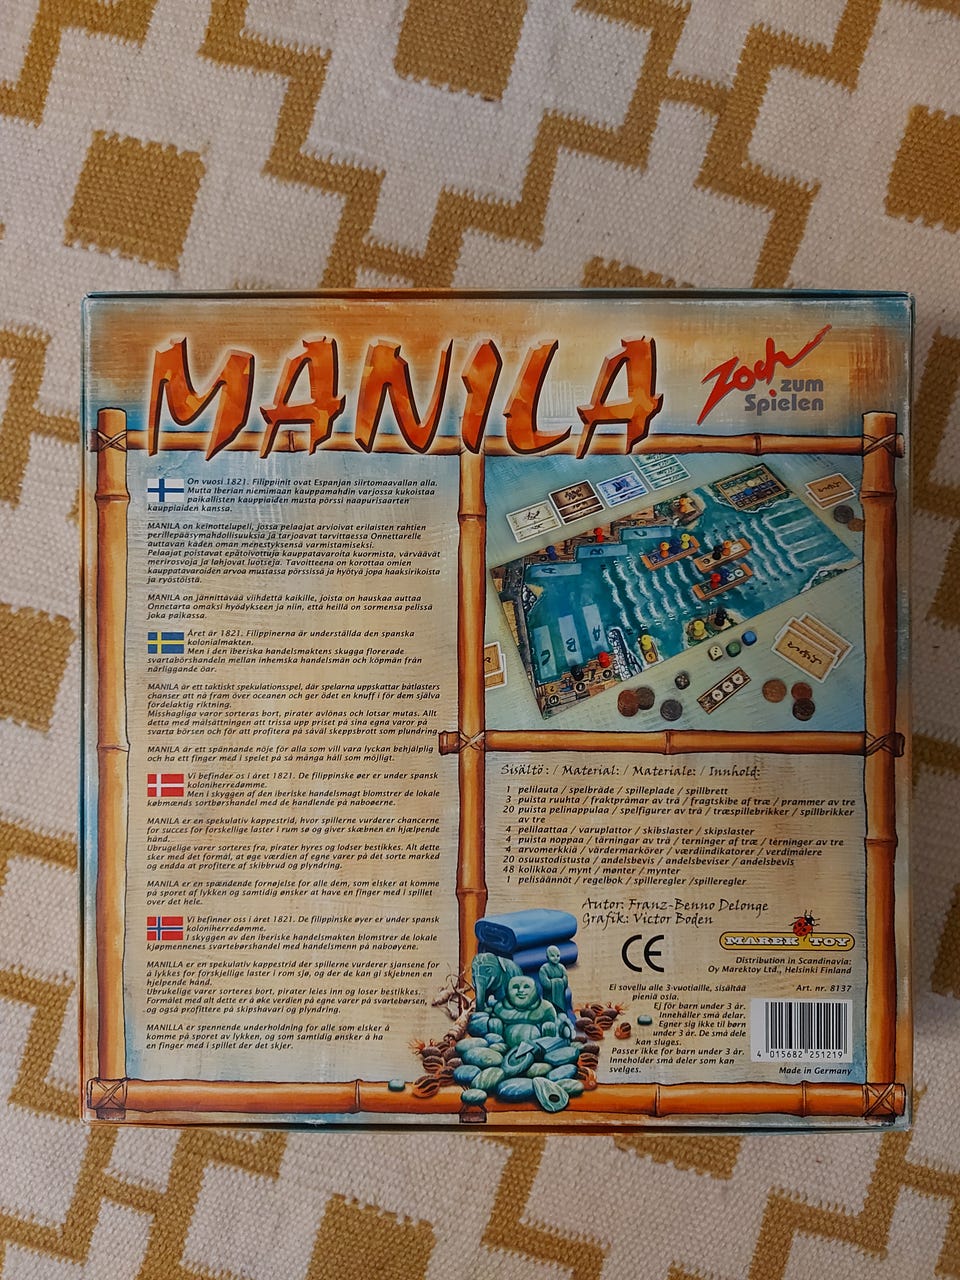 MANILA
Zoch
zum
Spielen
On vuosi 1821. Filippiinit ovat Espanjan siirtomaavallan alla.
Mutta Iberian niemimaan kauppamahdin varjossa kukoistaa
paikallisten kauppiaiden musta pörssi naapurisaarten
kauppiaiden kanssa.
MANILA on keinottelupeli, jossa pelaajat arvioivat erilaisten rahtien
perillepääsymahdollisuuksia ja tarjoavat tarvittaessa Onnettarelle
auttavan käden oman menestyksensä varmistamiseksi.
Pelaajat poistavat epätoivottuja kauppatavaroita kuormista, värväävät
merirosvoja ja lahjovat luotseja. Tavoitteena on korottaa omien
kauppatavaroiden arvoa mustassa pörssissä ja hyötyä jopa haaksirikoista
ja ryöstöistä.
MANILA on jännittävää viihdettä kaikille, joista on hauskaa auttaa
Onnetarta omaksi hyödykseen ja niin, että heillä on sormensa pelissä
joka paikassa.
Året är 1821. Filippinerna är underställda den spanska
kolonialmakten.
Men i den iberiska handelsmaktens skugga florerade
svartabörshandeln mellan inhemska handelsmän och köpmän från
närliggande öar.
MANILA är ett taktiskt spekulationsspel, där spelarna uppskattar båtlasters
chanser att nå fram över oceanen och ger ödet en knuff i för dem själva
fördelaktig riktning.
Misshagliga varor sorteras bort, pirater avlönas och lotsar mutas. Allt
detta med målsättningen att trissa upp priset på sina egna varor på
svarta börsen och för att profitera på såväl skeppsbrott som plundring.
MANILA är ett spännande nöje för alla som vill vara lyckan behjälplig
och ha ett finger med i spelet på så många håll som möjligt.
Vi befinder os i året 1821. De filippinske øer er under spansk
koloniherredømme.
Men i skyggen af den iberiske handelsmagt blomstrer de lokale
købmænds sortbørshandel med de handlende på naboøerne.
MANILA er en spekulativ kappestrid, hvor spillerne vurderer chancerne
for succes for forskellige laster i rum sø og giver skæbnen en hjælpende
hånd.
Ubrugelige varer sorteres fra, pirater hyres og lodser bestikkes. Alt dette
sker med det formål, at øge værdien af egne varer på det sorte marked
og endda at profitere af skibbrud og plyndring.
MANILA er en spændende fornøjelse for alle dem, som elsker at komme
på sporet af lykken og samtidig ønsker at have en finger med i spillet
over det hele.
Vi befinner oss i året 1821. De filippinske øyer er under spansk
koloniherredømme.
I skyggen av den iberiske handelsmakten blomstrer de lokale
kjøpmennenes svartebørshandel med handelsmenn på naboøyene.
MANILA er en spekulativ kappestrid der spillerne vurderer sjansene for
å lykkes for forskjellige laster i rom sjø, og der de kan gi skjebnen en
hjelpende hånd.
Ubrukelige varer sorteres ut, pirater leies inn og loser bestikkes.
Formålet med alt dette er å øke verdien på egne varer på svartebørsen,
og også profitere på skipshavari og plyndring.
MANILA er spennende underholdning for alle som elsker å
komme på sporet av lykken, og som samtidig ønsker å ha
en finger med i spillet der det skjer.
Sisältö: / Material: / Materiale: / Innhold:
1 pelilauta / spelbräde / spilleplade / spillbrett
3 puista ruuhta / fraktpråmar av trä / fragtskibe af træ / prammer av tre
20 puista pelinappulaa / spelfigurer av trä / træspillebrikker / spillbrikker
av tre
4 pelilaattaa / varuplattor / skibslaster / skipslaster
4 puista noppaa / tärningar av trä / terninger af træ / terninger av tre
4 arvomerkkiä / värdermarkörer / værdiindikatorer / verdimålere
20 osuustodistusta / andelsbevis / andelsbeviser / andelsbevis
48 kolikkoa / mynt / mønter / mynter
1 pelisäännöt / regelbok / spilleregler /spilleregler
Autor: Franz-Benno Delonge
Grafik: Victor Boden
CE
MAREK TOY
Distribution in Scandinavia:
Oy Marektoy Ltd., Helsinki Finland
Art. nr. 8137
Ei sovellu alle 3-vuotiaille, sisältää
pieniä osia.
Ej för barn under 3 år.
Innehåller små delar.
Egner sig ikke til børn
under 3 år. De små dele
kan sluges.
Passer ikke for barn under 3 år.
Inneholder små deler som kan
svelges.
4 015682 251219
Made in Germany